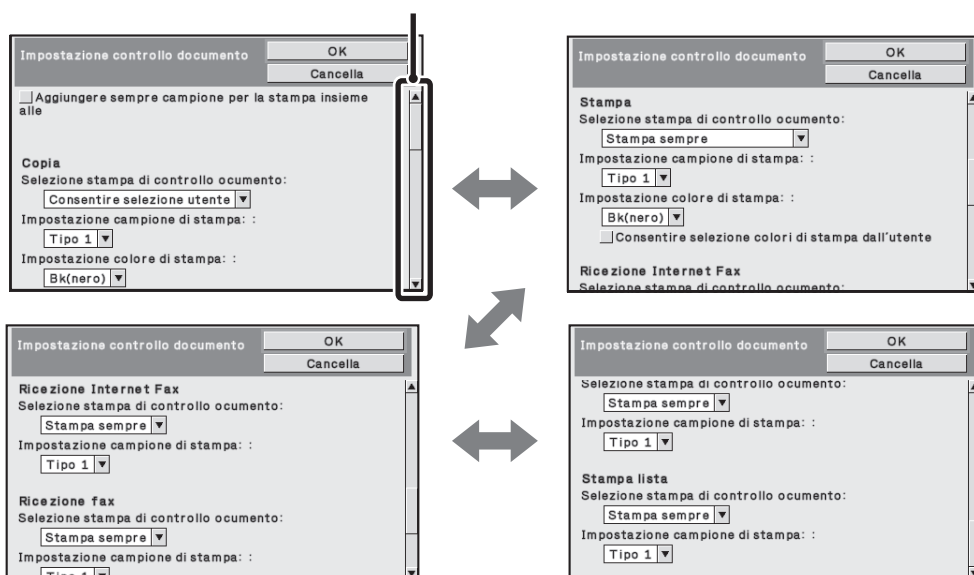 Impostazione controllo documento
OK
Cancella
Aggiungere sempre campione per la stampa insieme
alle
Copia
Selezione stampa di controllo ocumento:
Consentire selezione utente
Impostazione campione di stampa: :
Tipo 1
Impostazione colore di stampa: :
Bk(nero)
Impostazione controllo documento
OK
Cancella
Stampa
Selezione stampa di controllo ocumento:
Stampa sempre
Impostazione campione di stampa: :
Tipo 1
Impostazione colore di stampa: :
Bk(nero)
Consentire selezione colori di stampa dall'utente
Ricezione Internet Fax
Selezione stampa di controllo ocumento:
Impostazione controllo documento
OK
Cancella
Ricezione Internet Fax
Selezione stampa di controllo ocumento:
Stampa sempre
Impostazione campione di stampa: :
Tipo 1
Ricezione fax
Selezione stampa di controllo ocumento:
Stampa sempre
Impostazione campione di stampa: :
Tipo 1
Impostazione controllo documento
OK
Cancella
Selezione stampa di controllo ocumento:
Stampa sempre
Impostazione campione di stampa: :
Tipo 1
Stampa lista
Selezione stampa di controllo ocumento:
Stampa sempre
Impostazione campione di stampa: :
Tipo 1